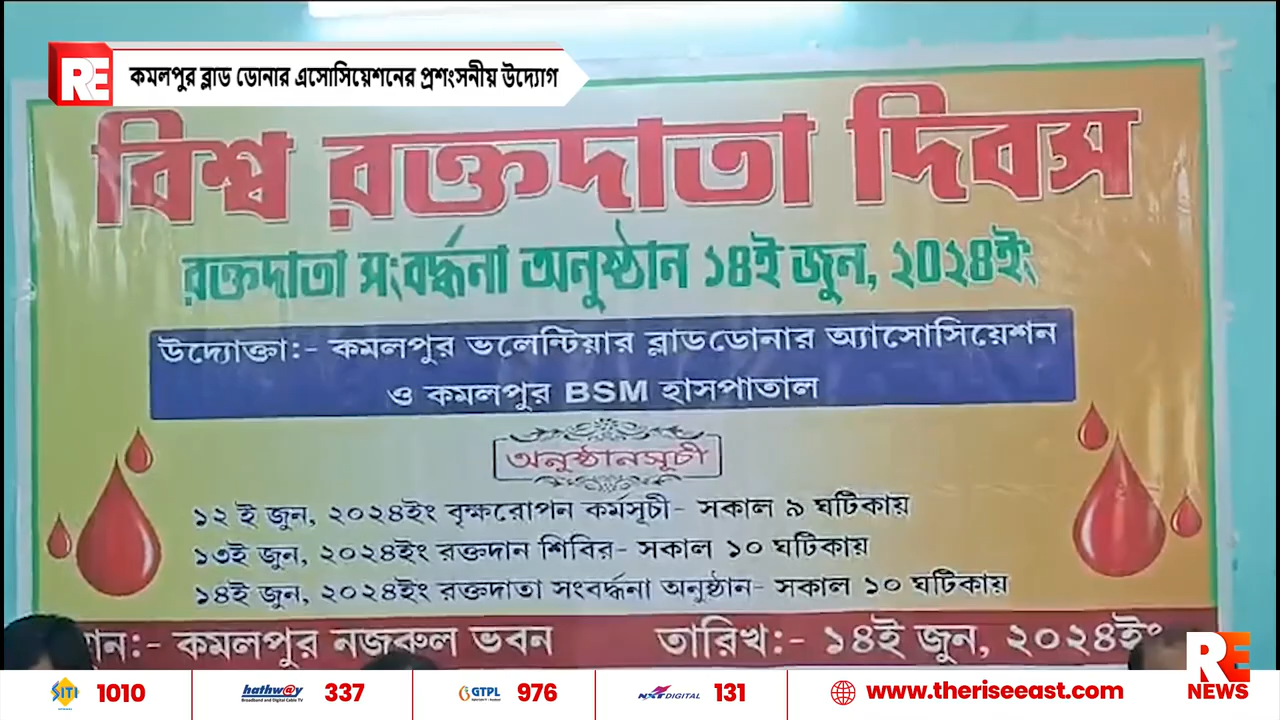 RE
কমলপুর ব্লাড ডোনার এসোসিয়েশনের প্রশংসনীয় উদ্যোগ
বিশ্ব রক্তদাতা দিবস
রক্তদাতা সংবর্দ্ধনা অনুষ্ঠান ১৪ই জুন, ২০২৪ইং
উদ্যোক্তা:- কমলপুর ভলেন্টিয়ার ব্লাডডোনার অ্যাসোসিয়েশন
ও কমলপুর BSM হাসপাতাল
অনুষ্ঠানসূচী
১২ ই জুন, ২০২৪ইং বৃক্ষরোপন কর্মসূচী- সকাল ৯ ঘটিকায়
১৩ই জুন, ২০২৪ইং রক্তদান শিবির- সকাল ১০ ঘটিকায়
১৪ই জুন, ২০২৪ইং রক্তদাতা সংবর্দ্ধনা অনুষ্ঠান- সকাল ১০ ঘটিকায়
কমলপুর নজরুল ভবন তারিখ:- ১৪ই জুন, ২০২৪ইং
SITI 1010 hathway 337 GTPL 976 NXT DIGITAL 131 www.theriseeast.com
RE NEWS